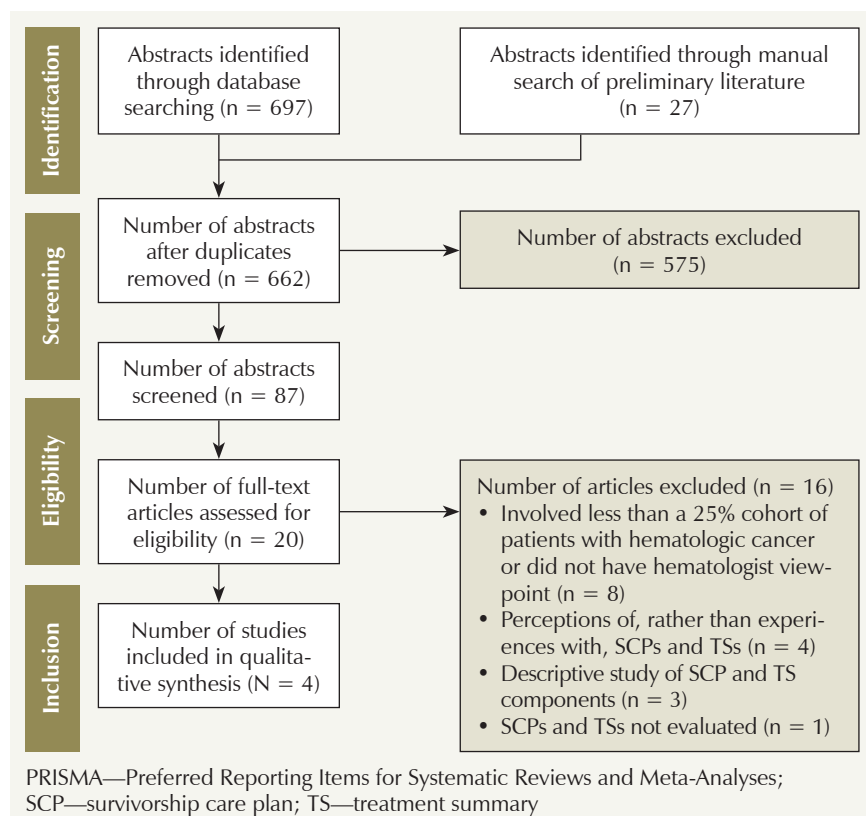 Identification
Abstracts identified
through database
searching (n = 697)
Abstracts identified through manual
search of preliminary literature
(n = 27)
Screening
Number of abstracts
after duplicates
removed (n = 662)
Number of abstracts excluded
(n = 575)
Number of abstracts
screened (n = 87)
Eligibility
Number of full-text
articles assessed for
eligibility (n = 20)
Number of articles excluded (n = 16)
• Involved less than a 25% cohort of
patients with hematologic cancer
or did not have hematologist view-
point (n = 8)
• Perceptions of, rather than experi-
ences with, SCPs and TSs (n = 4)
• Descriptive study of SCP and TS
components (n = 3)
• SCPs and TSs not evaluated (n = 1)
Inclusion
Number of studies
included in qualita-
tive synthesis (N = 4)
PRISMA—Preferred Reporting Items for Systematic Reviews and Meta-Analyses;
SCP—survivorship care plan; TS—treatment summary